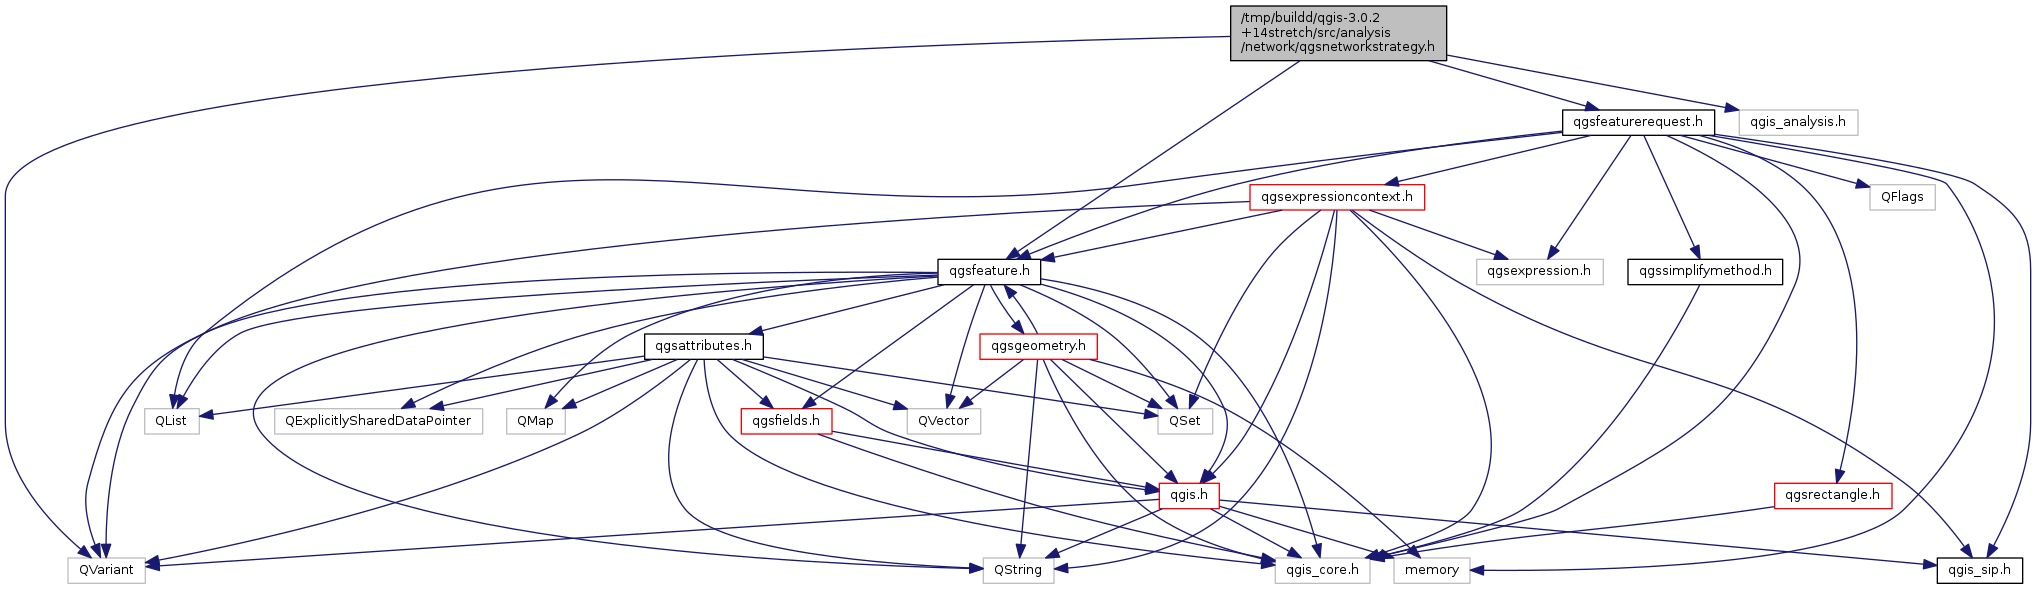 /tmp/buildd/qgis-3.0.2
+14stretch/src/analysis
/network/qgsnetworkstrategy.h
qgsfeaturerequest.h
qgis_analysis.h
qgsexpressioncontext.h
QFlags
qgsfeature.h
qgsexpression.h
qgssimplifymethod.h
qgsattributes.h
qgsgeometry.h
QList
QExplicitlySharedDataPointer
QMap
qgsfields.h
QVector
QSet
qgis.h
qgsrectangle.h
QVariant
QString
qgis_core.h
memory
qgis_sip.h